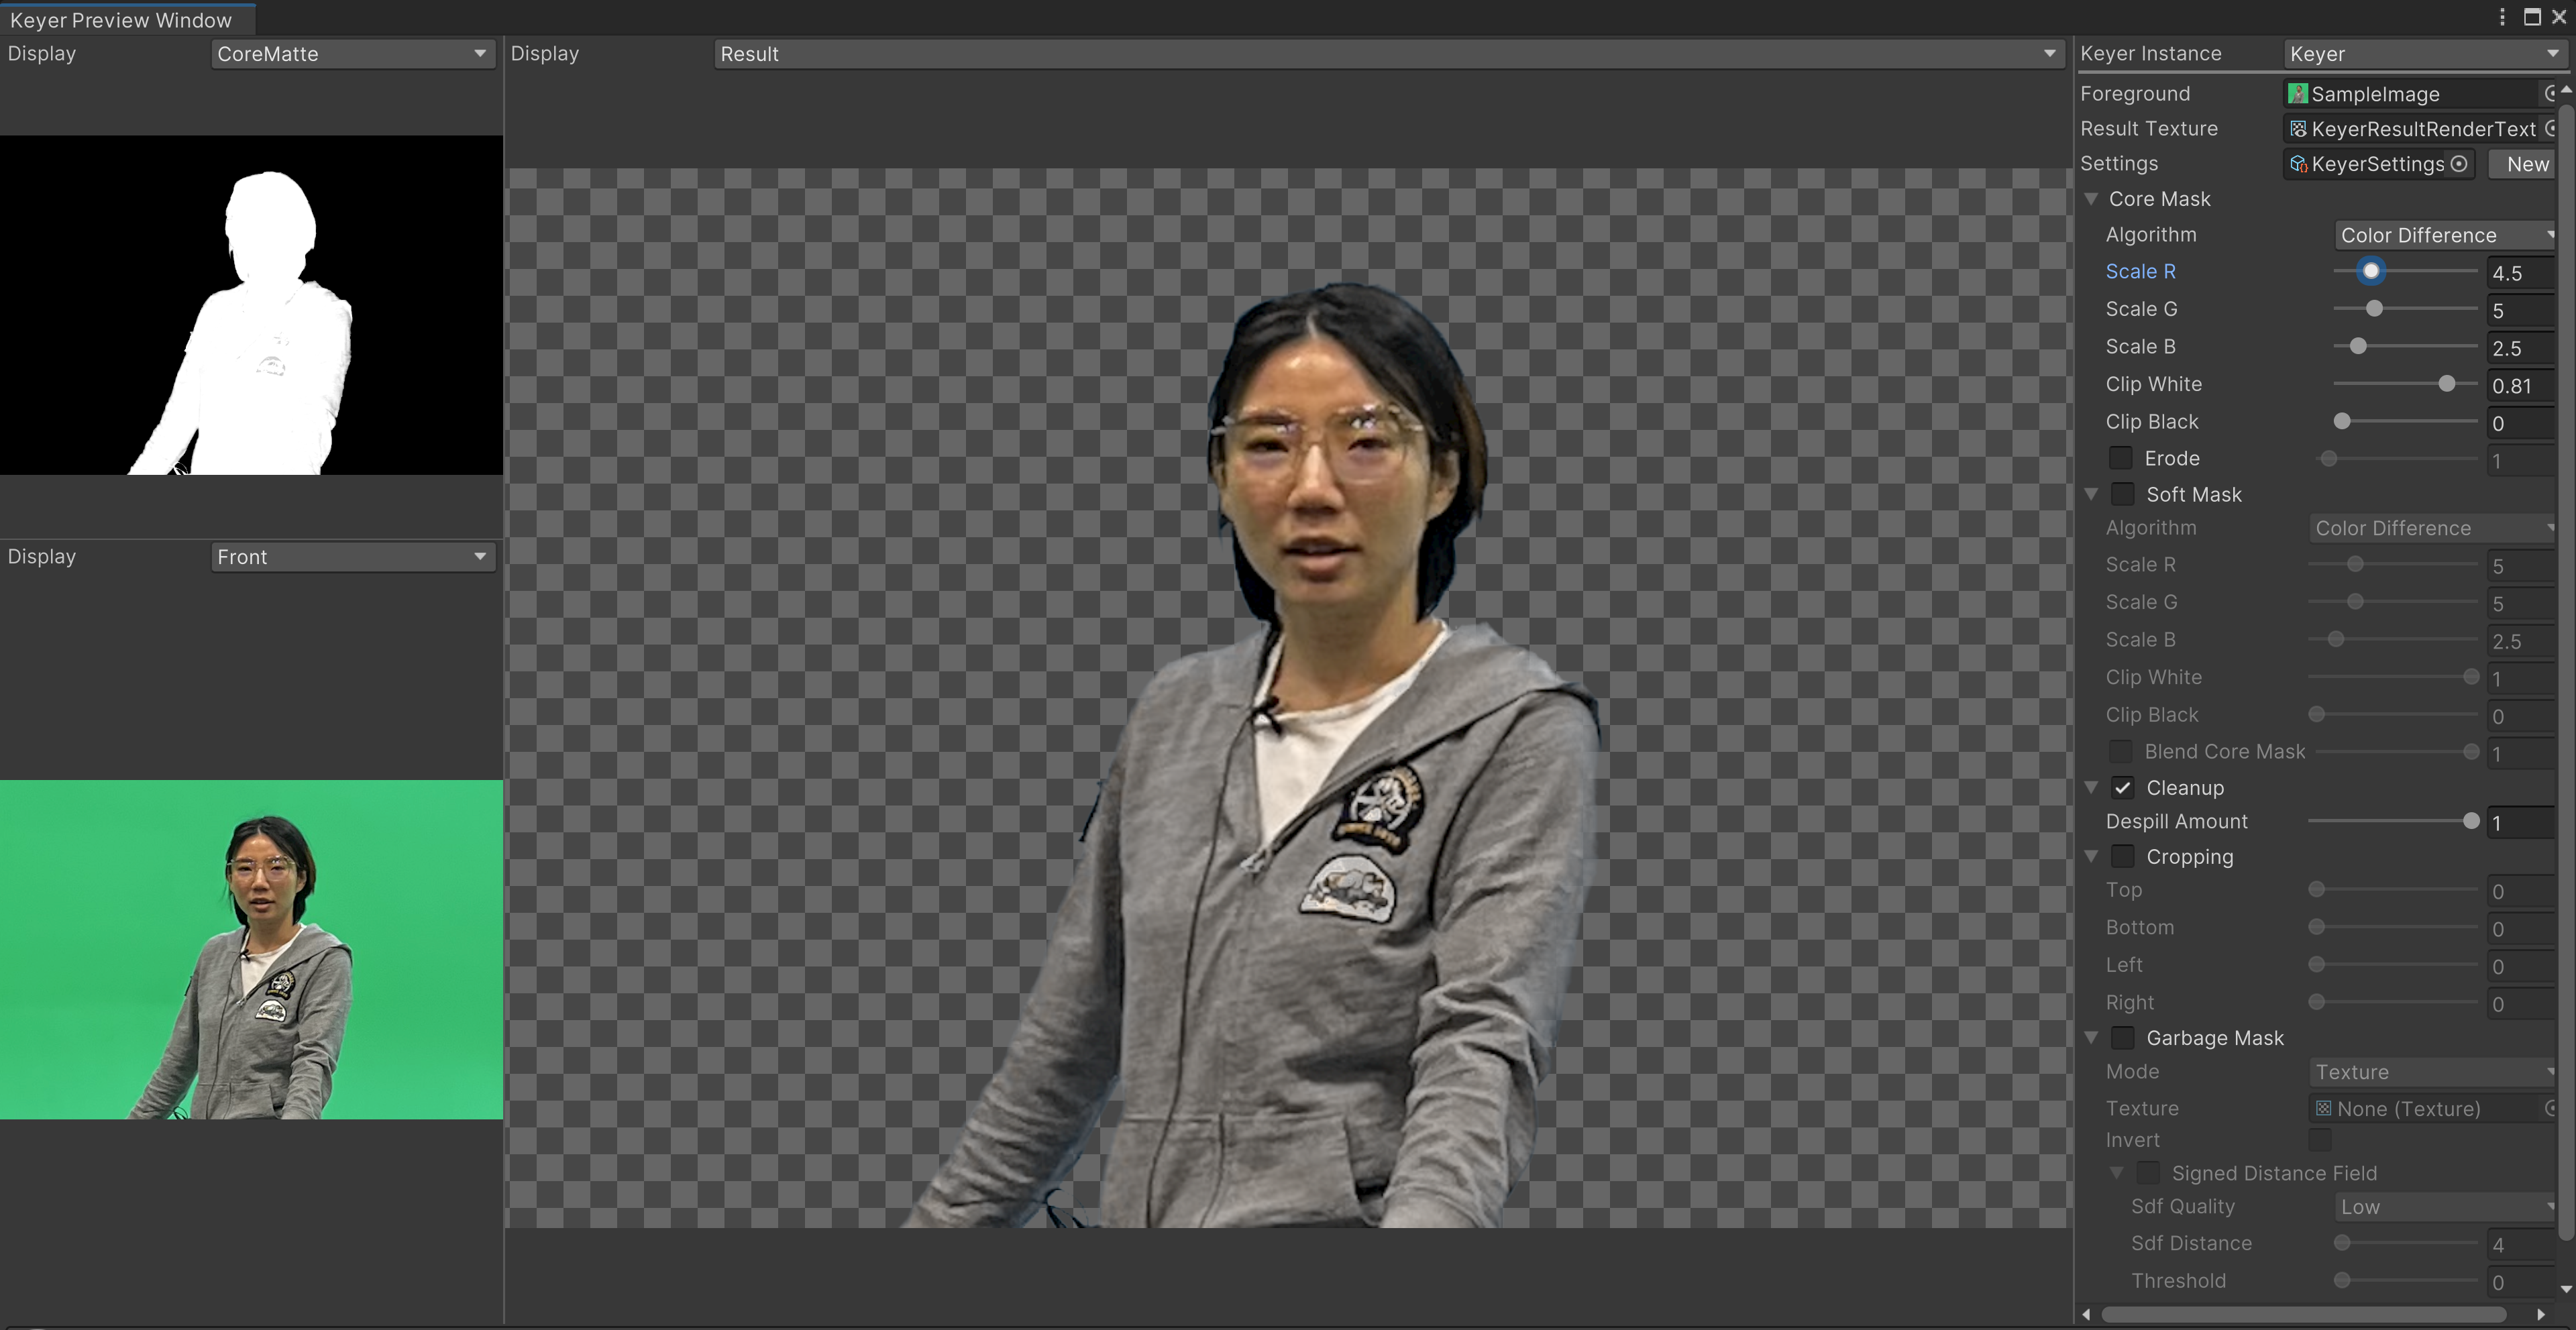 Keyer Preview Window
Display CoreMatte
Display Front
Display Result
Keyer Instance Keyer
Foreground SampleImage
Result Texture KeyerResultRenderText
Settings KeyerSettings New
Core Mask
Algorithm Color Difference
Scale R 4.5
Scale G 5
Scale B 2.5
Clip White 0.81
Clip Black 0
Erode 1
Soft Mask
Algorithm Color Difference
Scale R 5
Scale G 5
Scale B 2.5
Clip White 1
Clip Black 0
Blend Core Mask 1
Cleanup
Despill Amount 1
Cropping
Top 0
Bottom 0
Left 0
Right 0
Garbage Mask
Mode Texture
Texture None (Texture)
Invert
Signed Distance Field
Sdf Quality Low
Sdf Distance 4
Threshold 0